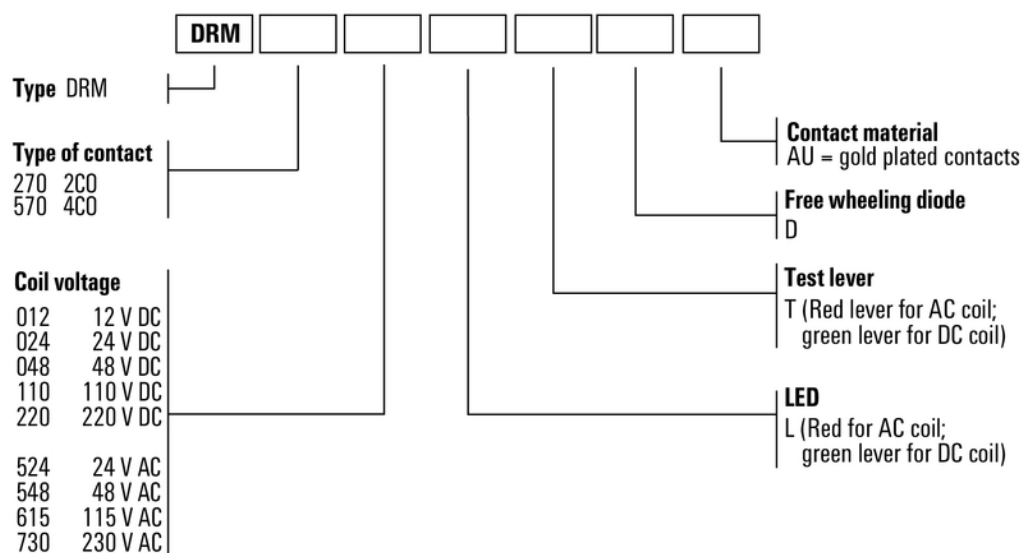 DRM
Type DRM
Type of contact
270 2CO
570 4CO
Coil voltage
012 12 V DC
024 24 V DC
048 48 V DC
110 110 V DC
220 220 V DC
524 24 V AC
548 48 V AC
615 115 V AC
730 230 V AC
Contact material
AU = gold plated contacts
Free wheeling diode
D
Test lever
T (Red lever for AC coil;
green lever for DC coil)
LED
L (Red for AC coil;
green lever for DC coil)